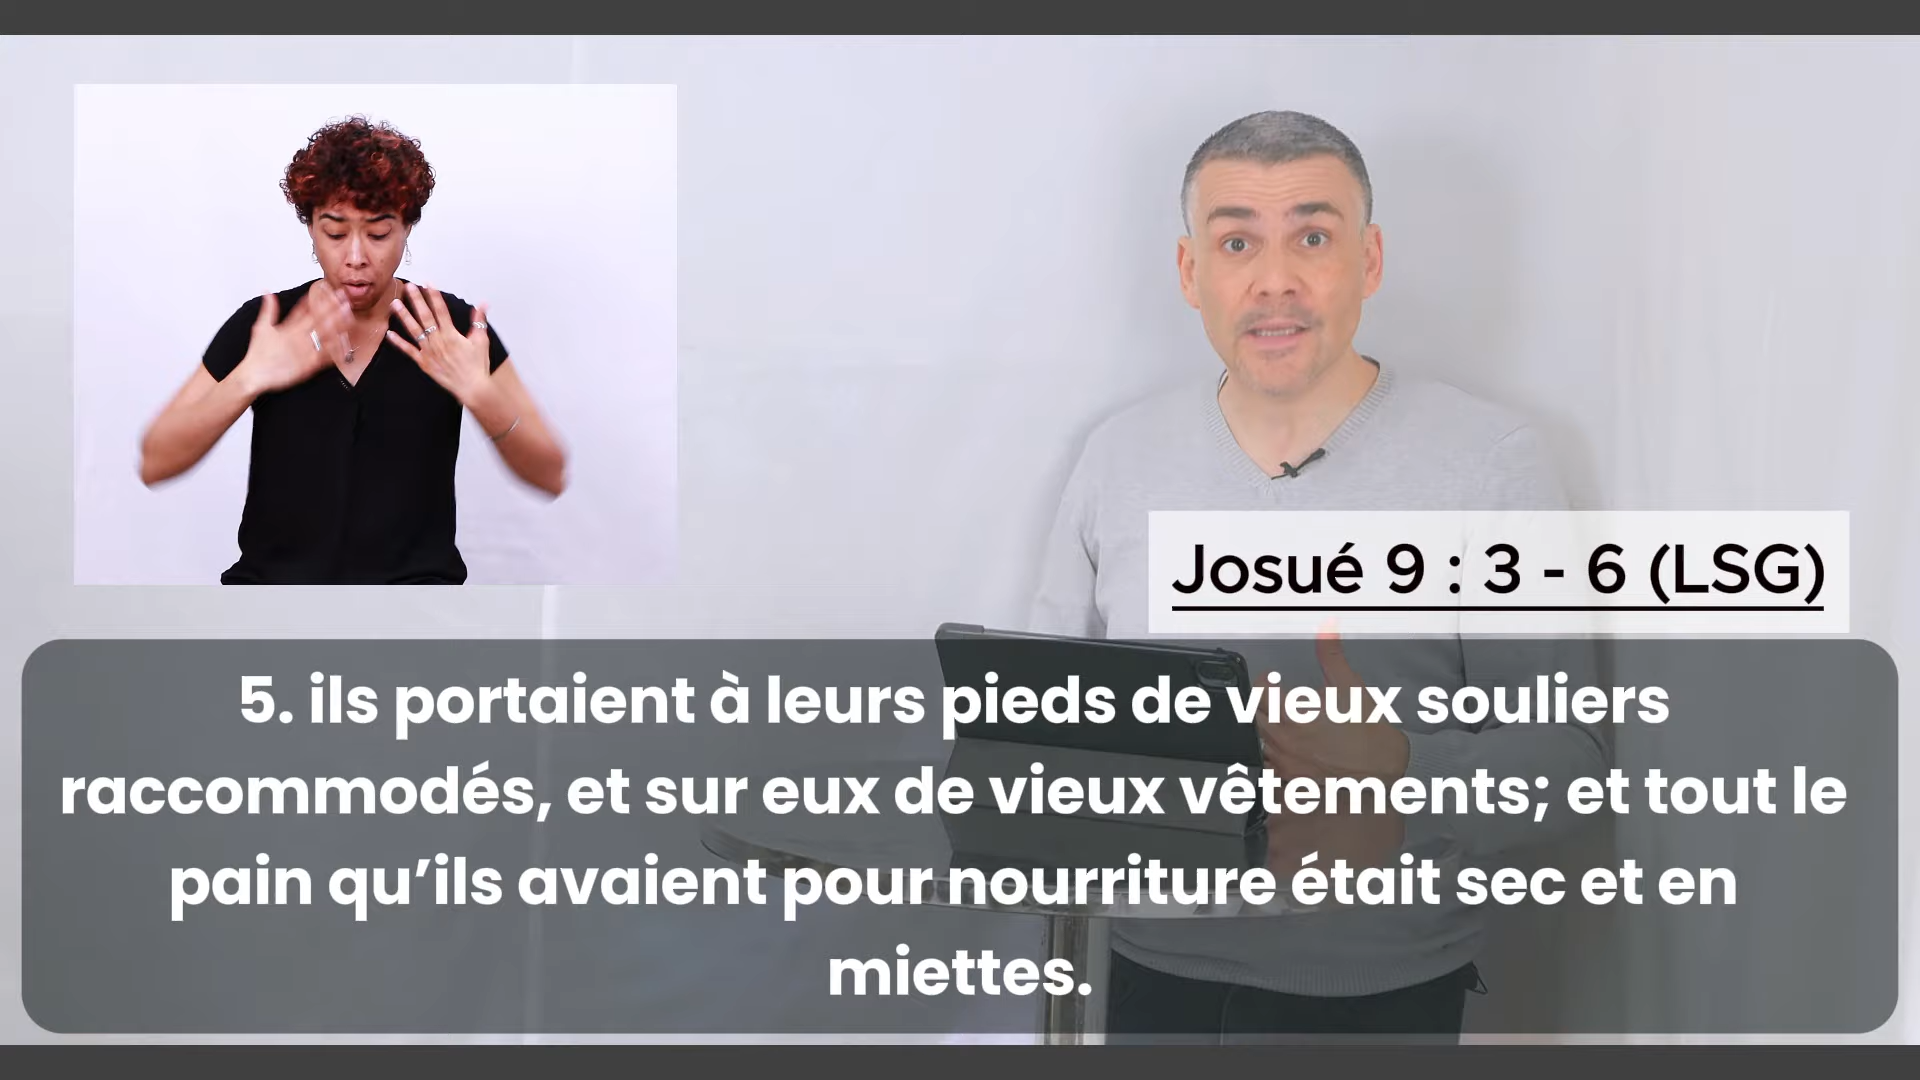 Josué 9 : 3 - 6 (LSG)
5. ils portaient à leurs pieds de vieux souliers
raccommodés, et sur eux de vieux vêtements; et tout le
pain qu’ils avaient pour nourriture était sec et en
miettes.